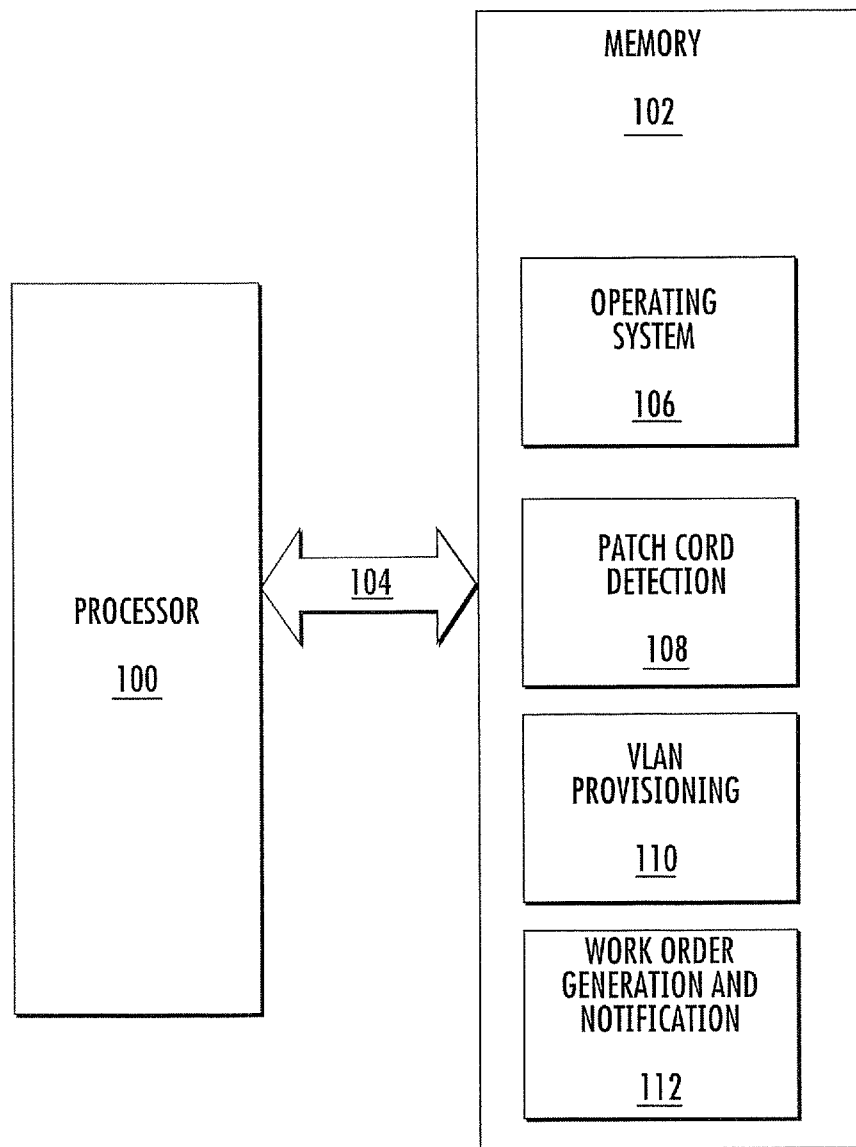 MEMORY
102
OPERATING
SYSTEM
106
PATCH CORD
DETECTION
108
104
PROCESSOR
100
VLAN
PROVISIONING
110
WORK ORDER
GENERATION AND
NOTIFICATION
112